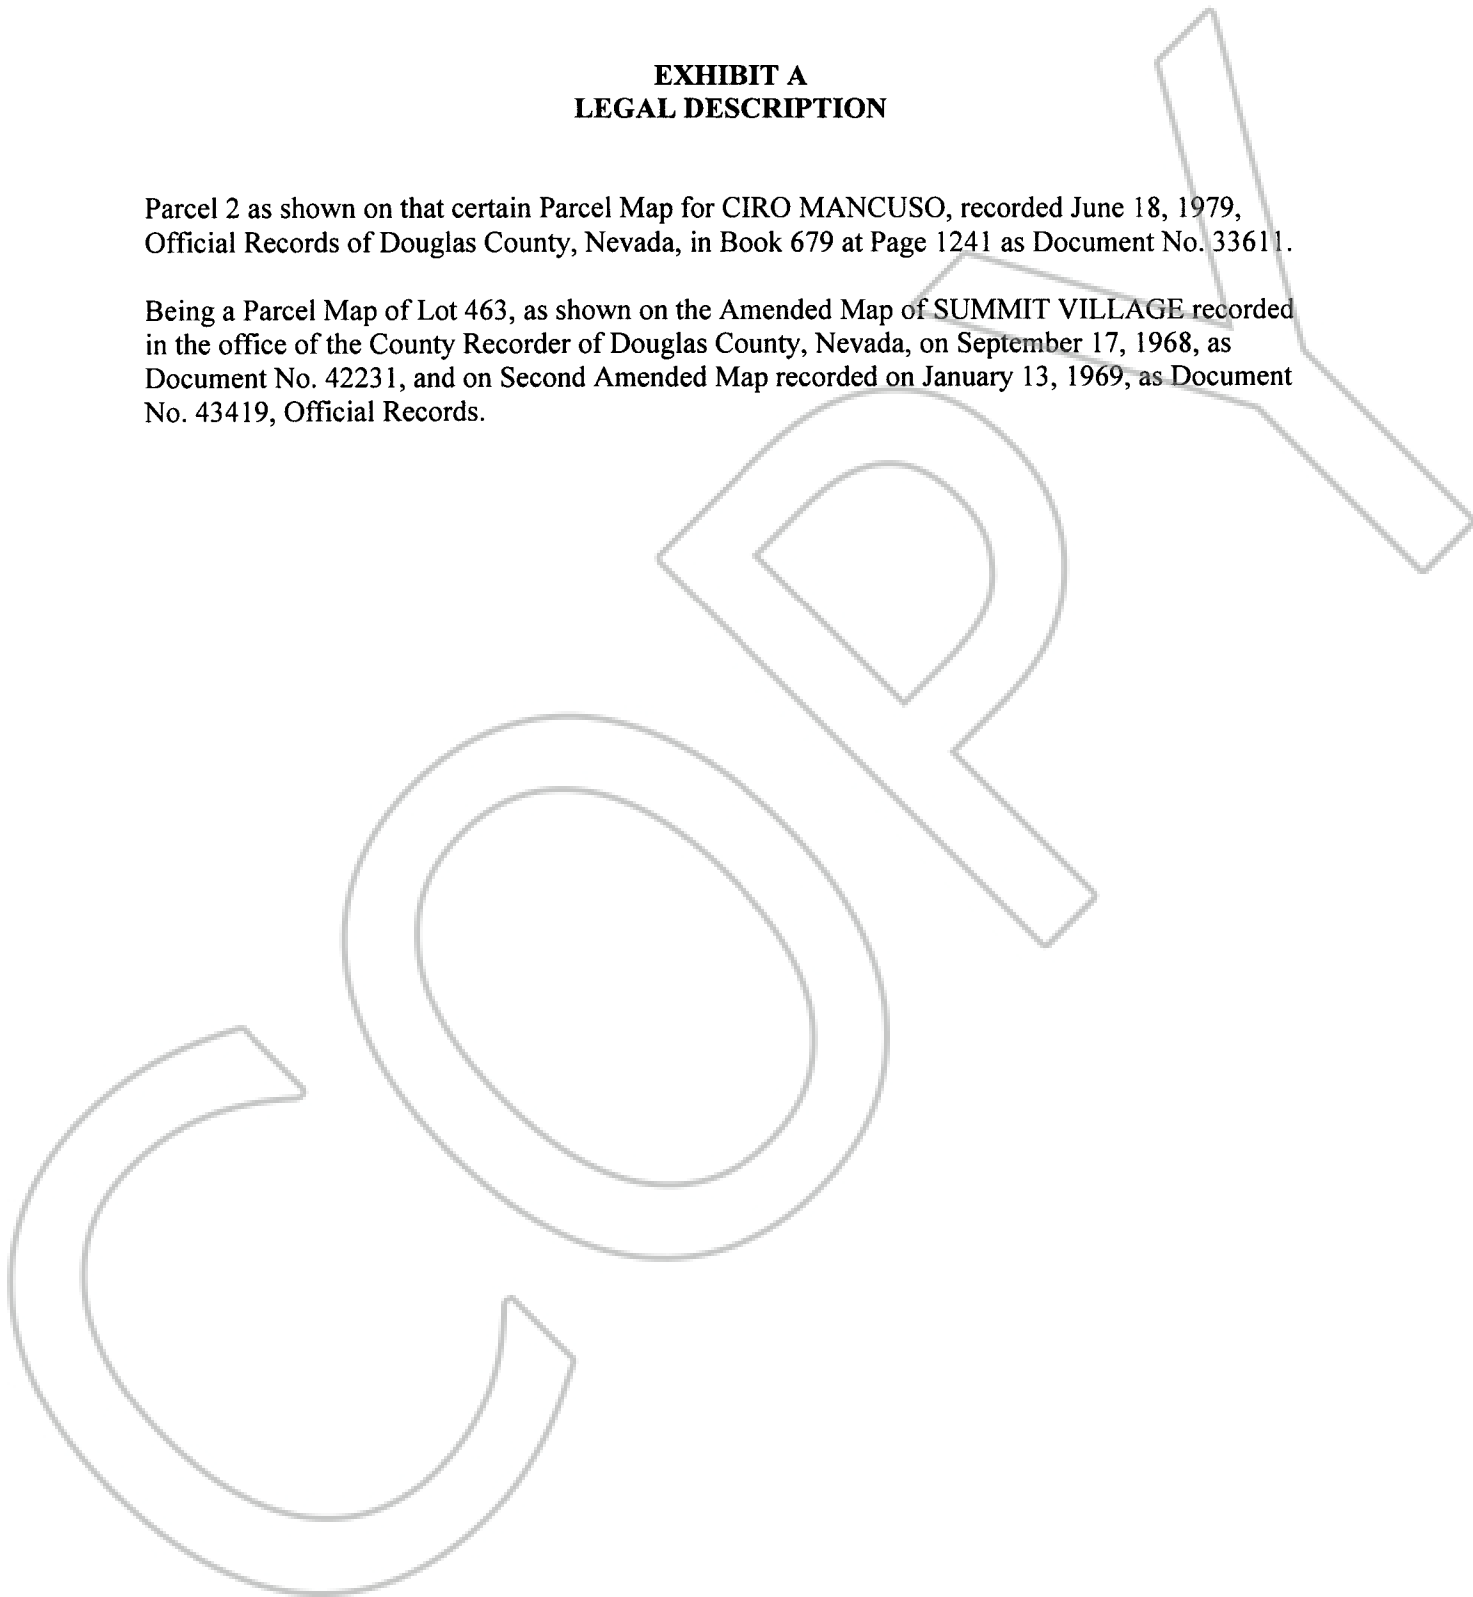 EXHIBIT A
LEGAL DESCRIPTION
Parcel 2 as shown on that certain Parcel Map for CIRO MANCUSO, recorded June 18, 1979,
Official Records of Douglas County, Nevada, in Book 679 at Page 1241 as Document No. 33611.
Being a Parcel Map of Lot 463, as shown on the Amended Map of SUMMIT VILLAGE recorded
in the office of the County Recorder of Douglas County, Nevada, on September 17, 1968, as
Document No. 42231, and on Second Amended Map recorded on January 13, 1969, as Document
No. 43419, Official Records.
COPY